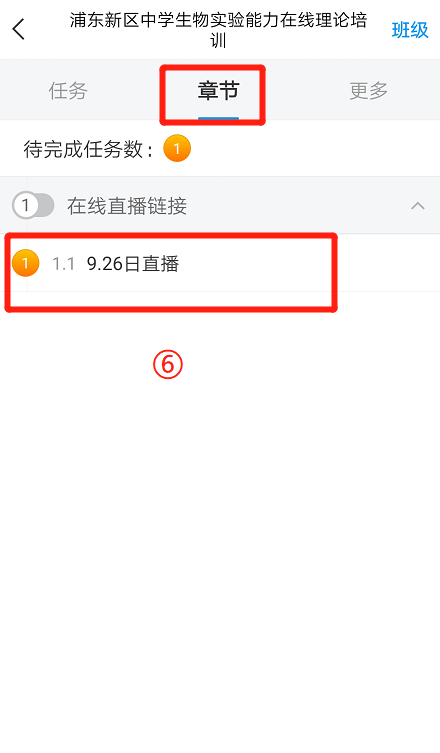 浦东新区中学生物实验能力在线理论培
训
班级
任务
章节
更多
待完成任务数：
1
1
在线直播链接
1
1.1
9.26日直播
⑥